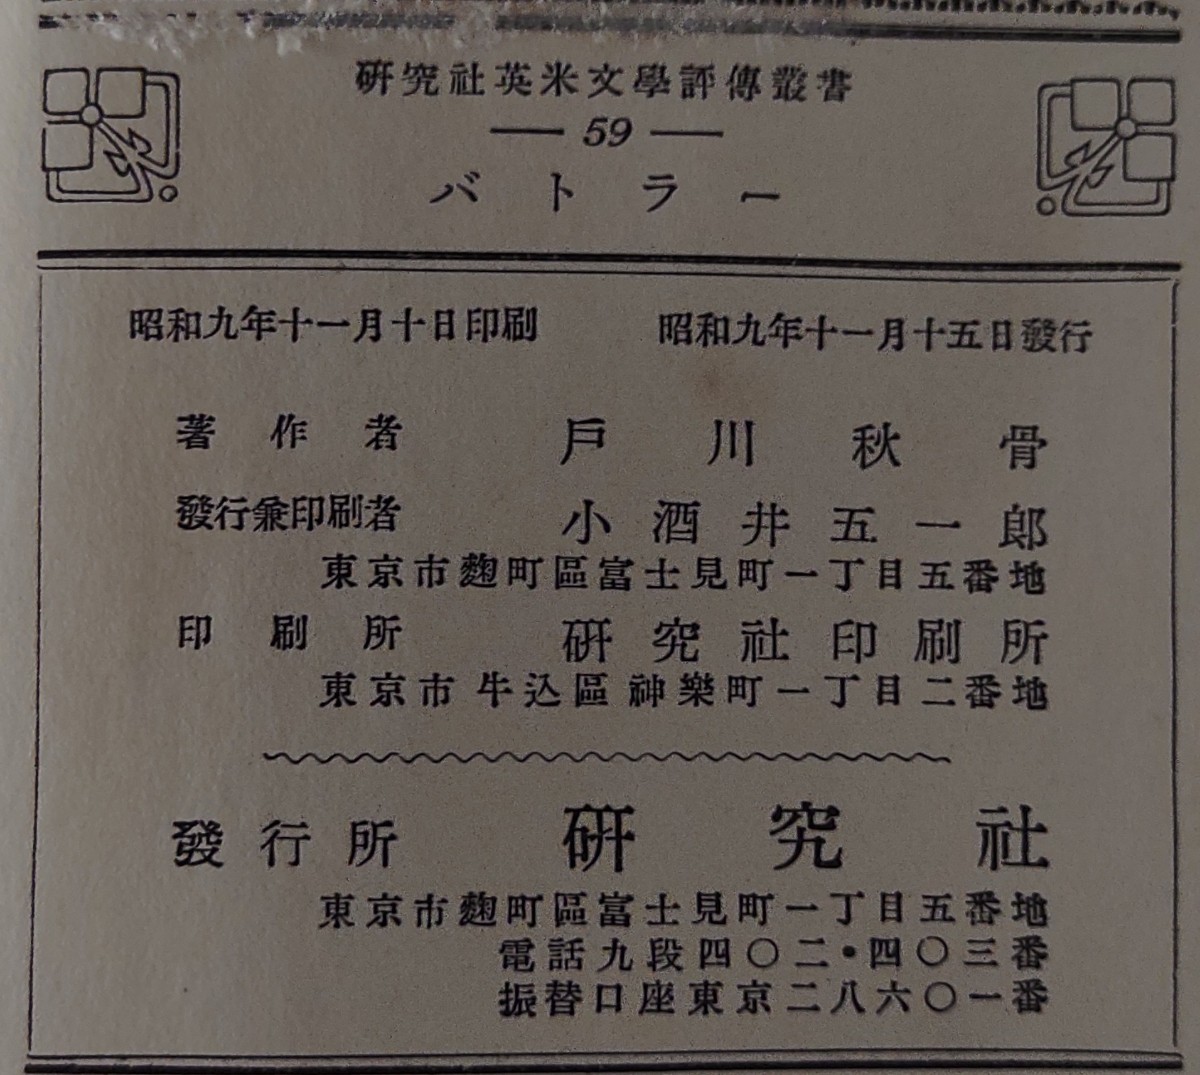 硏究社英米文學評傳叢書
— 59 —
バトラー
昭和九年十一月十日印刷 昭和九年十一月十五日發行
著作者 戶川秋骨
發行兼印刷者 小酒井五一郎
東京市麴町區富士見町一丁目五番地
印刷所 硏究社印刷所
東京市牛込區神樂町一丁目二番地
發行所 硏究社
東京市麴町區富士見町一丁目五番地
電話九段四〇二・四〇三番
振替口座東京二八六〇一番